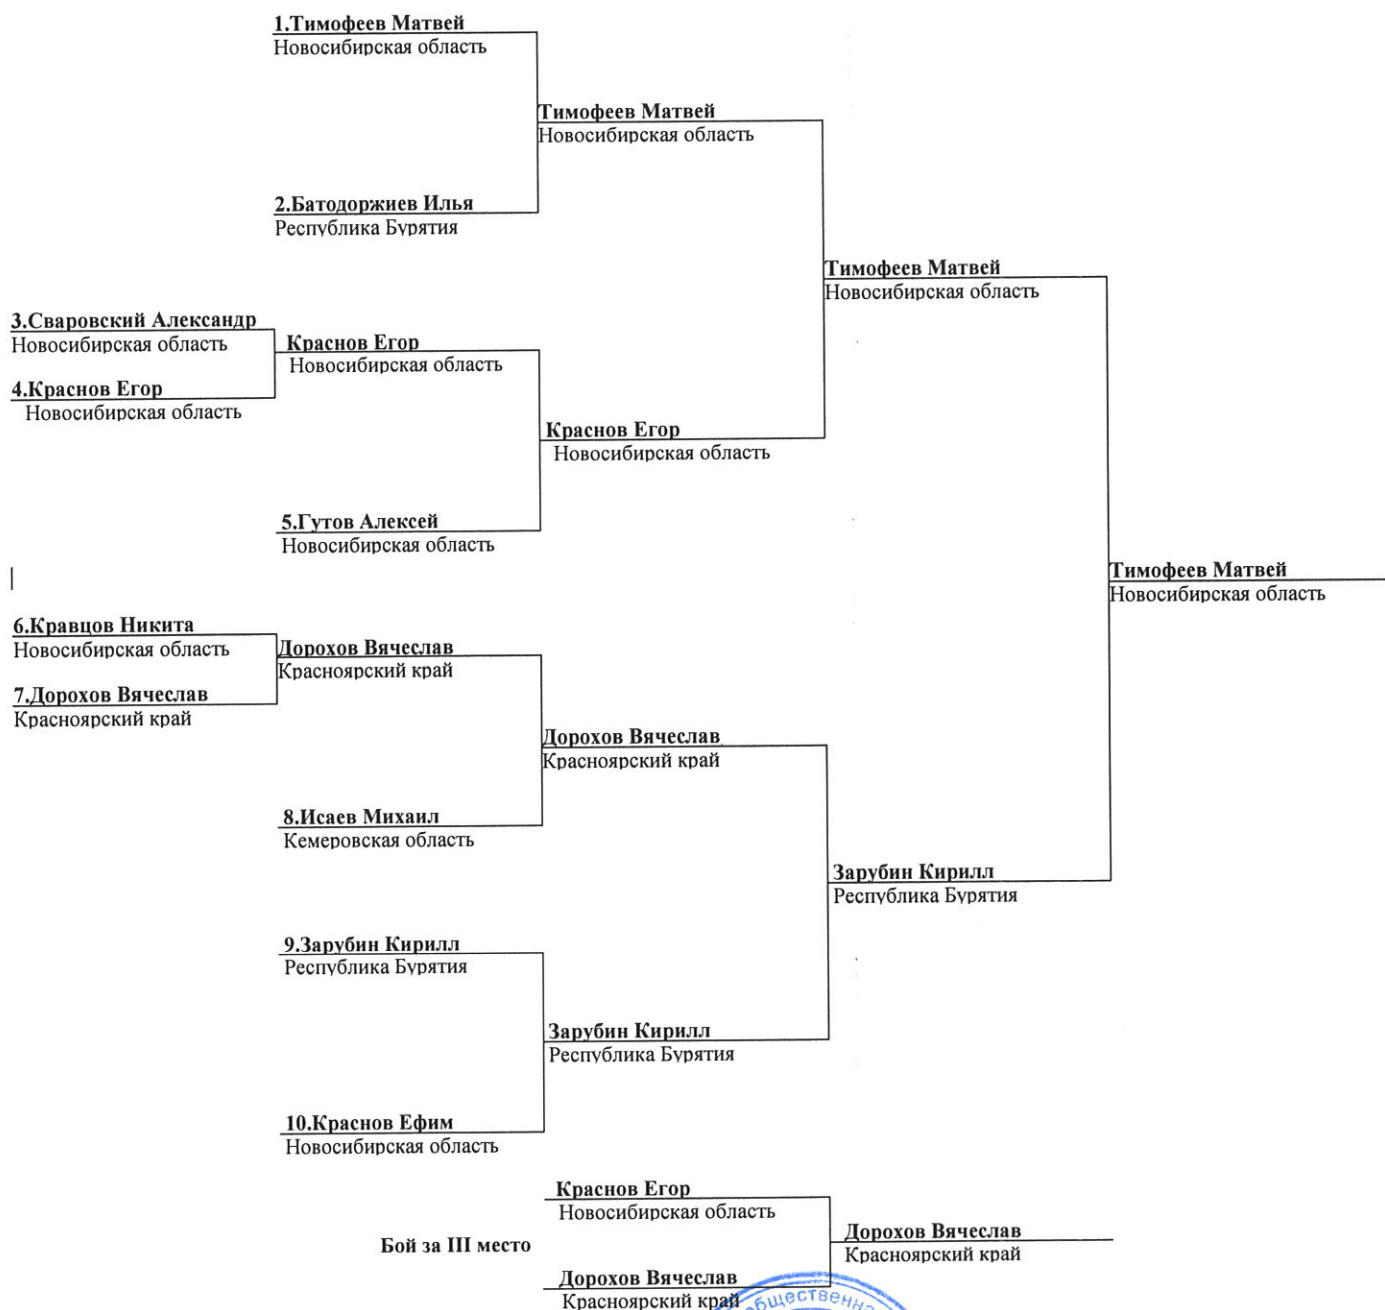 1.Тимофеев Матвей
Новосибирская область
Тимофеев Матвей
Новосибирская область
2.Батодоржиев Илья
Республика Бурятия
Тимофеев Матвей
Новосибирская область
3.Сваровский Александр
Новосибирская область
Краснов Егор
Новосибирская область
4.Краснов Егор
Новосибирская область
Краснов Егор
Новосибирская область
5.Гутов Алексей
Новосибирская область
Тимофеев Матвей
Новосибирская область
6.Кравцов Никита
Новосибирская область
Дорохов Вячеслав
Красноярский край
7.Дорохов Вячеслав
Красноярский край
Дорохов Вячеслав
Красноярский край
8.Исаев Михаил
Кемеровская область
Зарубин Кирилл
Республика Бурятия
9.Зарубин Кирилл
Республика Бурятия
Зарубин Кирилл
Республика Бурятия
10.Краснов Ефим
Новосибирская область
Краснов Егор
Новосибирская область
Бой за III место
Дорохов Вячеслав
Красноярский край
Дорохов Вячеслав
Красноярский край